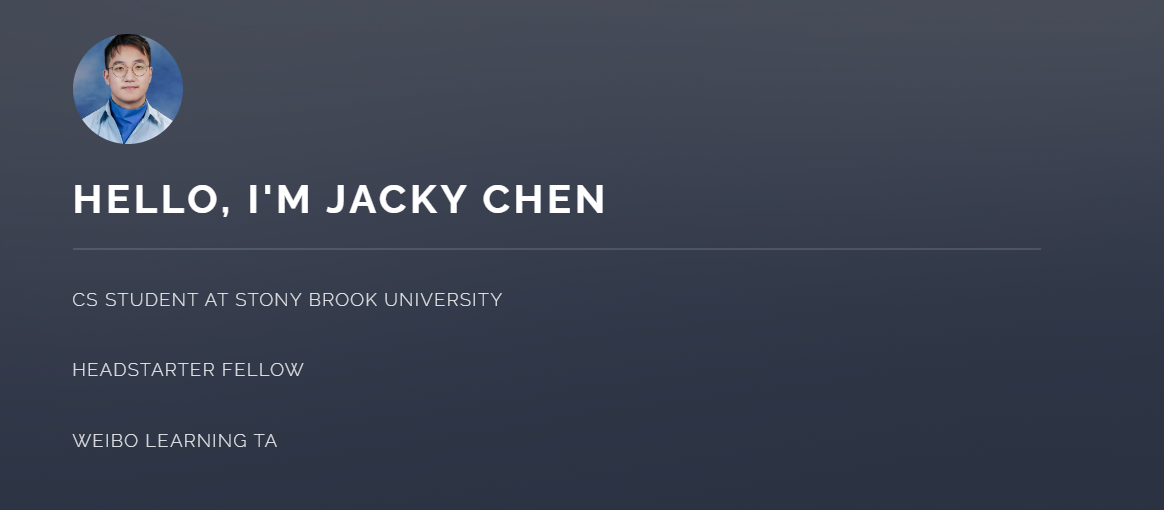 HELLO, I'M JACKY CHEN
CS STUDENT AT STONY BROOK UNIVERSITY
HEADSTARTER FELLOW
WEIBO LEARNING TA